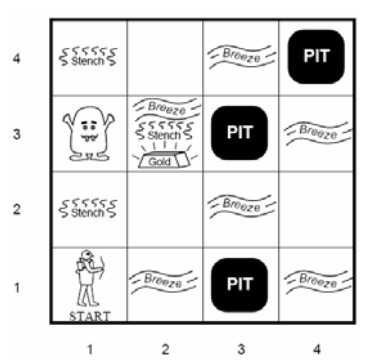 4
Stench
Breeze
PIT
3
Breeze
Stench
Gold
PIT
Breeze
2
Stench
Breeze
1
START
Breeze
PIT
Breeze
1 2 3 4